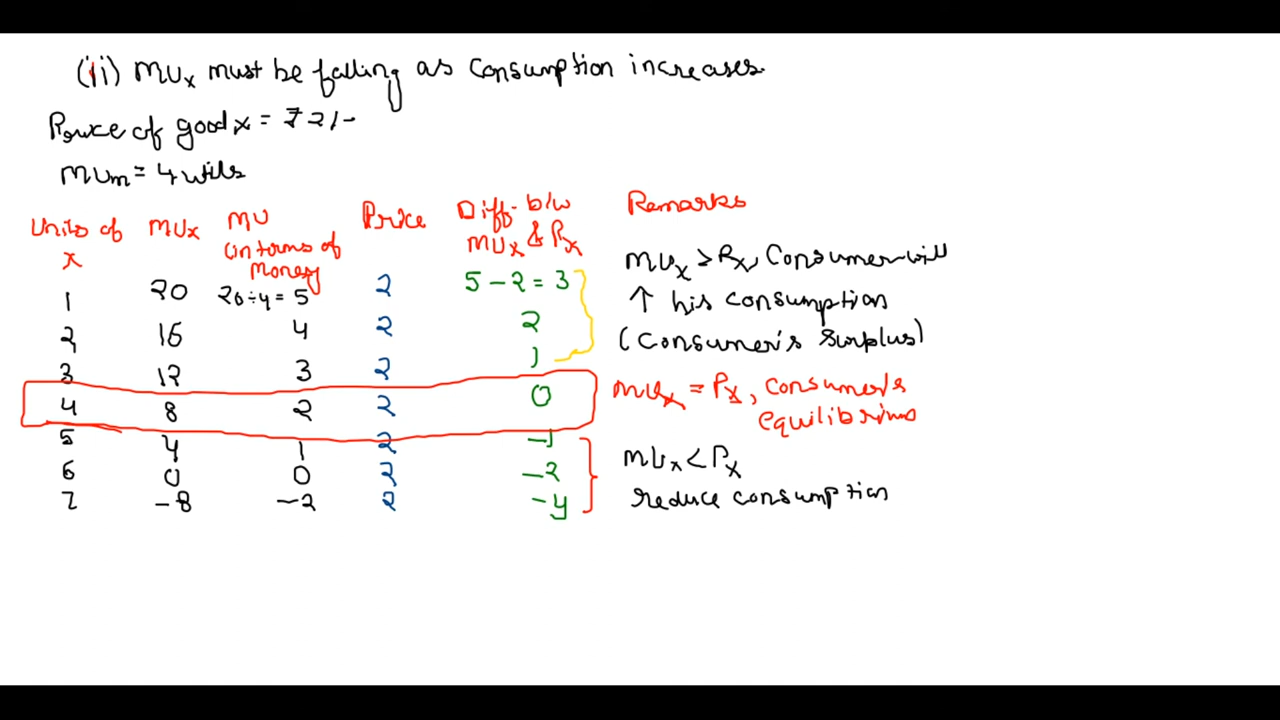 (ii) MUx must be falling as consumption increases
Price of good x = ₹ 2/-
MUm = 4 utils
Units of x MUx MU in terms of money Price Diff. b/w MUx & Px Remarks
1 20 20÷4 = 5 2 5 - 2 = 3
2 16 4 2 2
3 12 3 2 1
MUx > Px, Consumer will
↑ his consumption
(Consumer's surplus)
4 8 2 2 0
MUx = Px, Consumer's
equilibrium
5 4 1 2 -1
6 0 0 2 -2
7 -8 -2 2 -4
MUx < Px
reduce consumption